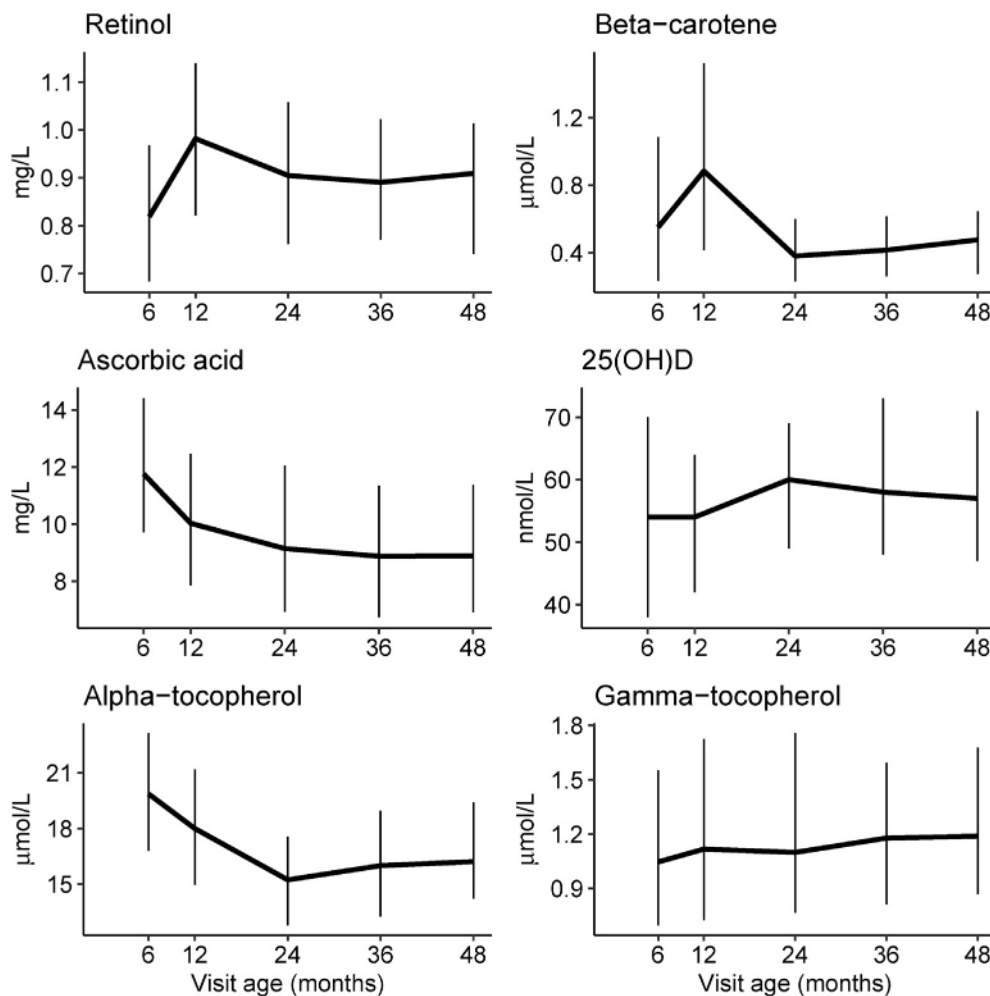 Retinol
mg/L
1.1
1.0
0.9
0.8
0.7
6 12 24 36 48
Beta−carotene
μmol/L
1.2
0.8
0.4
6 12 24 36 48
Ascorbic acid
mg/L
14
12
10
8
6 12 24 36 48
25(OH)D
nmol/L
70
60
50
40
6 12 24 36 48
Alpha−tocopherol
μmol/L
21
18
15
6 12 24 36 48
Visit age (months)
Gamma−tocopherol
μmol/L
1.8
1.5
1.2
0.9
6 12 24 36 48
Visit age (months)